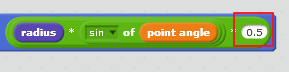 radius * sin of point angle * 0.5